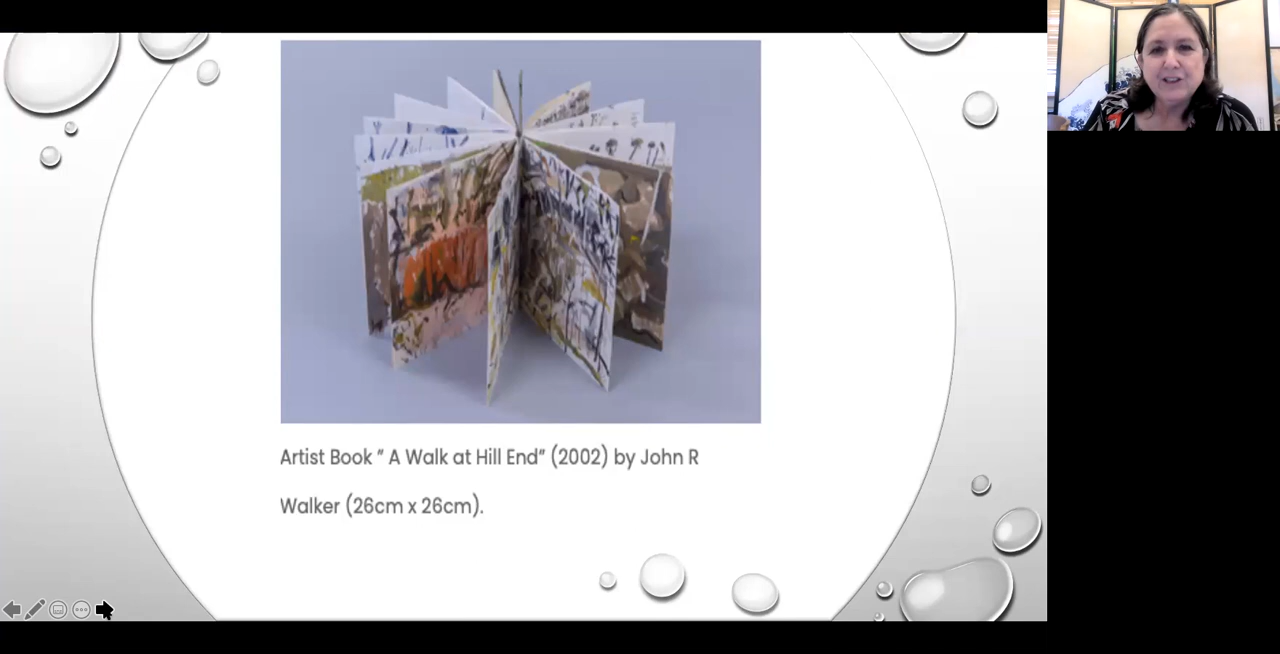 Artist Book " A Walk at Hill End" (2002) by John R
Walker (26cm x 26cm).